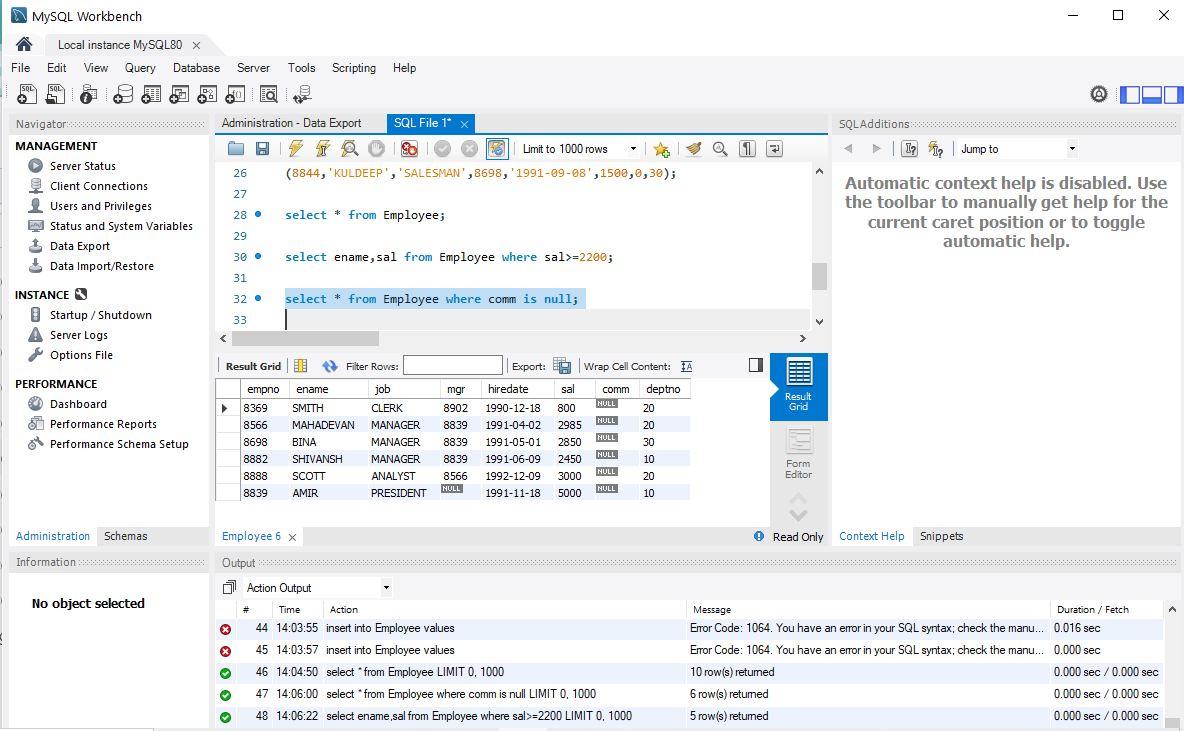 MySQL Workbench
Local instance MySQL80
File Edit View Query Database Server Tools Scripting Help
Navigator
MANAGEMENT
Server Status
Client Connections
Users and Privileges
Status and System Variables
Data Export
Data Import/Restore
INSTANCE
Startup / Shutdown
Server Logs
Options File
PERFORMANCE
Dashboard
Performance Reports
Performance Schema Setup
Administration Schemas
Information
No object selected
Administration - Data Export SQL File 1*
Limit to 1000 rows
26 (8844,'KULDEEP','SALESMAN',8698,'1991-09-08',1500,0,30);
27
28 select * from Employee;
29
30 select ename,sal from Employee where sal>=2200;
31
32 select * from Employee where comm is null;
33
Result Grid Filter Rows: Export: Wrap Cell Content:
empno ename job mgr hiredate sal comm deptno
8369 SMITH CLERK 8902 1990-12-18 800 NULL 20
8566 MAHADEVAN MANAGER 8839 1991-04-02 2985 NULL 20
8698 BINA MANAGER 8839 1991-05-01 2850 NULL 30
8882 SHIVANSH MANAGER 8839 1991-06-09 2450 NULL 10
8888 SCOTT ANALYST 8566 1992-12-09 3000 NULL 20
8839 AMIR PRESIDENT NULL 1991-11-18 5000 NULL 10
Result
Grid
Form
Editor
Employee 6
Read Only
SQLAdditions
Jump to
Automatic context help is disabled. Use
the toolbar to manually get help for the
current caret position or to toggle
automatic help.
Context Help Snippets
Output
Action Output
# Time Action Message Duration / Fetch
44 14:03:55 insert into Employee values Error Code: 1064. You have an error in your SQL syntax; check the manu... 0.016 sec
45 14:03:57 insert into Employee values Error Code: 1064. You have an error in your SQL syntax; check the manu... 0.000 sec
46 14:04:50 select * from Employee LIMIT 0, 1000 10 row(s) returned 0.000 sec / 0.000 sec
47 14:06:00 select * from Employee where comm is null LIMIT 0, 1000 6 row(s) returned 0.000 sec / 0.000 sec
48 14:06:22 select ename,sal from Employee where sal>=2200 LIMIT 0, 1000 5 row(s) returned 0.000 sec / 0.000 sec